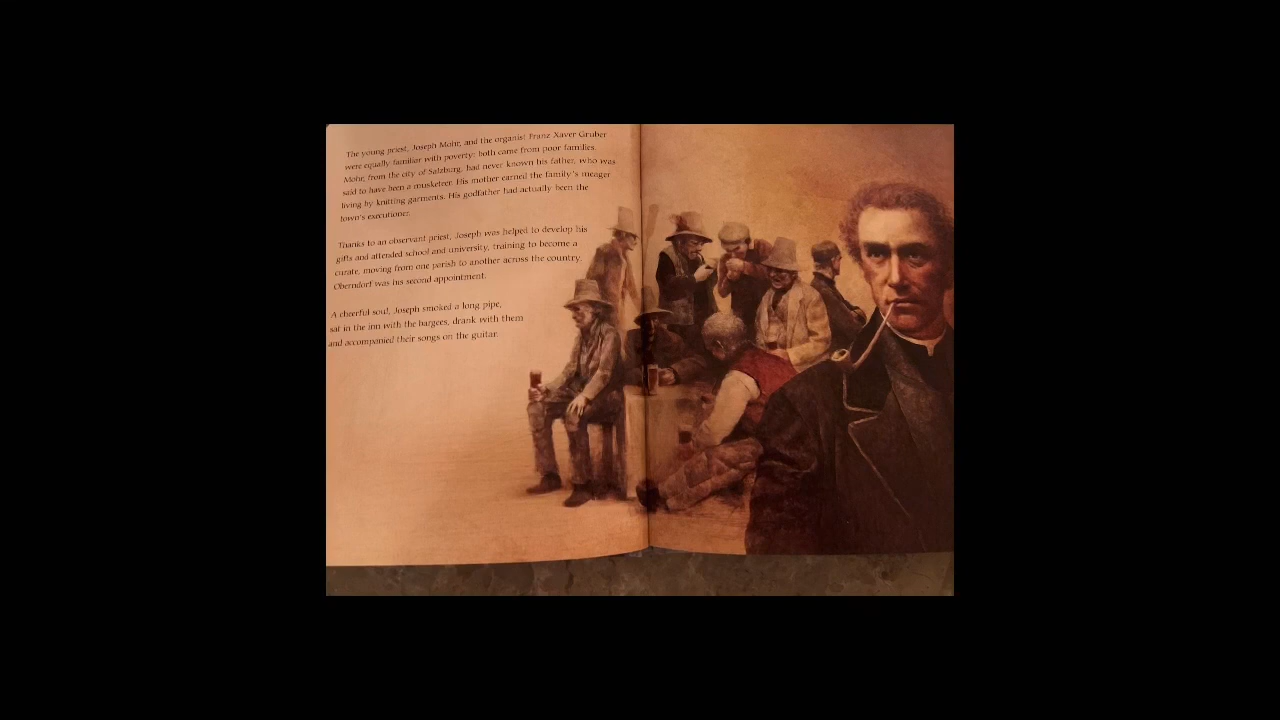 The young priest, Joseph Mohr, and the organist Franz Xaver Gruber
were equally familiar with poverty: both came from poor families.
Mohr, from the city of Salzburg, had never known his father, who was
said to have been a musketeer. His mother earned the family's meager
living by knitting garments. His godfather had actually been the
town's executioner.
Thanks to an observant priest, Joseph was helped to develop his
gifts and attended school and university, training to become a
curate, moving from one parish to another across the country.
Oberndorf was his second appointment.
A cheerful soul, Joseph smoked a long pipe,
sat in the inn with the bargees, drank with them
and accompanied their songs on the guitar.